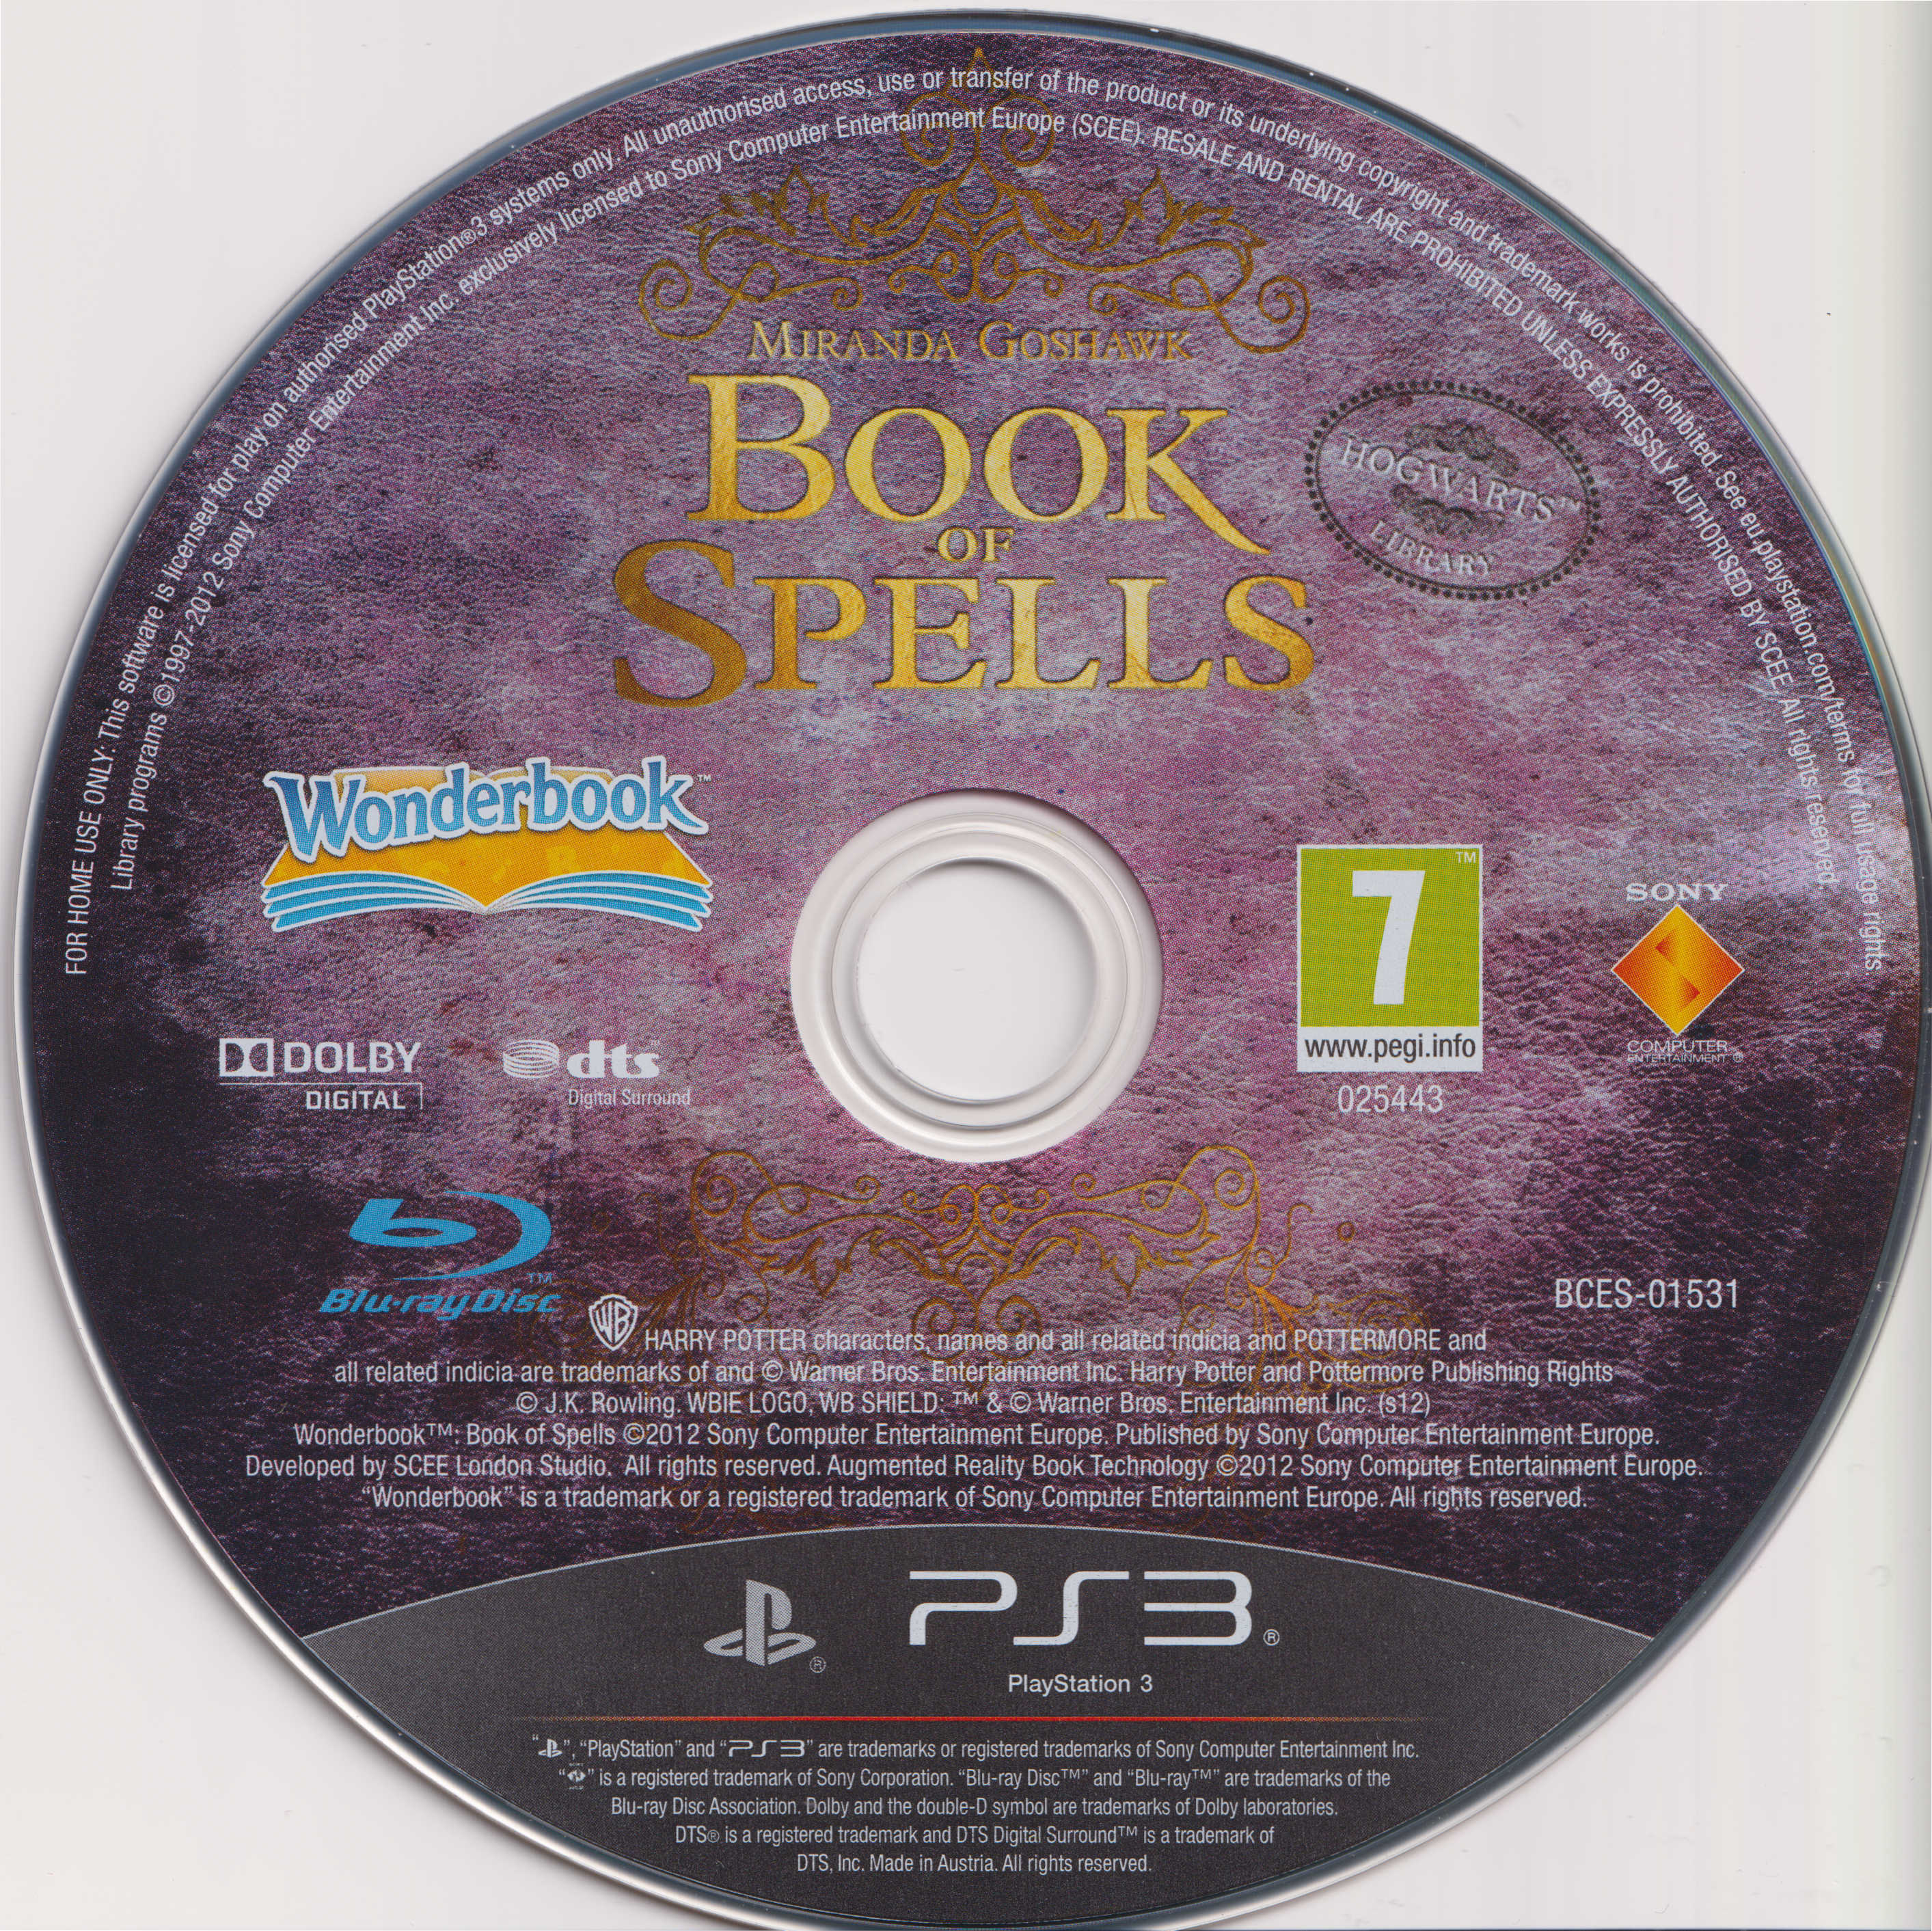 FOR HOME USE ONLY: This software is licensed for play on authorised PlayStation®3 systems only. All unauthorised access, use or transfer of the product or its underlying copyright and trademark works is prohibited. See eu.playstation.com/terms for full usage rights.
Library programs ©1997-2012 Sony Computer Entertainment Inc. exclusively licensed to Sony Computer Entertainment Europe (SCEE). RESALE AND RENTAL ARE PROHIBITED UNLESS EXPRESSLY AUTHORISED BY SCEE. All rights reserved.
MIRANDA GOSHAWK
BOOK
OF
SPELLS
HOGWARTS™
LIBRARY
Wonderbook™
7™
www.pegi.info
025443
SONY
COMPUTER
ENTERTAINMENT®
DOLBY
DIGITAL
dts
Digital Surround
Blu-ray Disc™
BCES-01531
WB HARRY POTTER characters, names and all related indicia and POTTERMORE and
all related indicia are trademarks of and © Warner Bros. Entertainment Inc. Harry Potter and Pottermore Publishing Rights
© J.K. Rowling. WBIE LOGO, WB SHIELD: ™ & © Warner Bros. Entertainment Inc. (s12)
Wonderbook™: Book of Spells ©2012 Sony Computer Entertainment Europe. Published by Sony Computer Entertainment Europe.
Developed by SCEE London Studio. All rights reserved. Augmented Reality Book Technology ©2012 Sony Computer Entertainment Europe.
“Wonderbook” is a trademark or a registered trademark of Sony Computer Entertainment Europe. All rights reserved.
PS3®
PlayStation 3
“ ”, “PlayStation” and “PS3” are trademarks or registered trademarks of Sony Computer Entertainment Inc.
“ ” is a registered trademark of Sony Corporation. “Blu-ray Disc™” and “Blu-ray™” are trademarks of the
Blu-ray Disc Association. Dolby and the double-D symbol are trademarks of Dolby laboratories.
DTS® is a registered trademark and DTS Digital Surround™ is a trademark of
DTS, Inc. Made in Austria. All rights reserved.